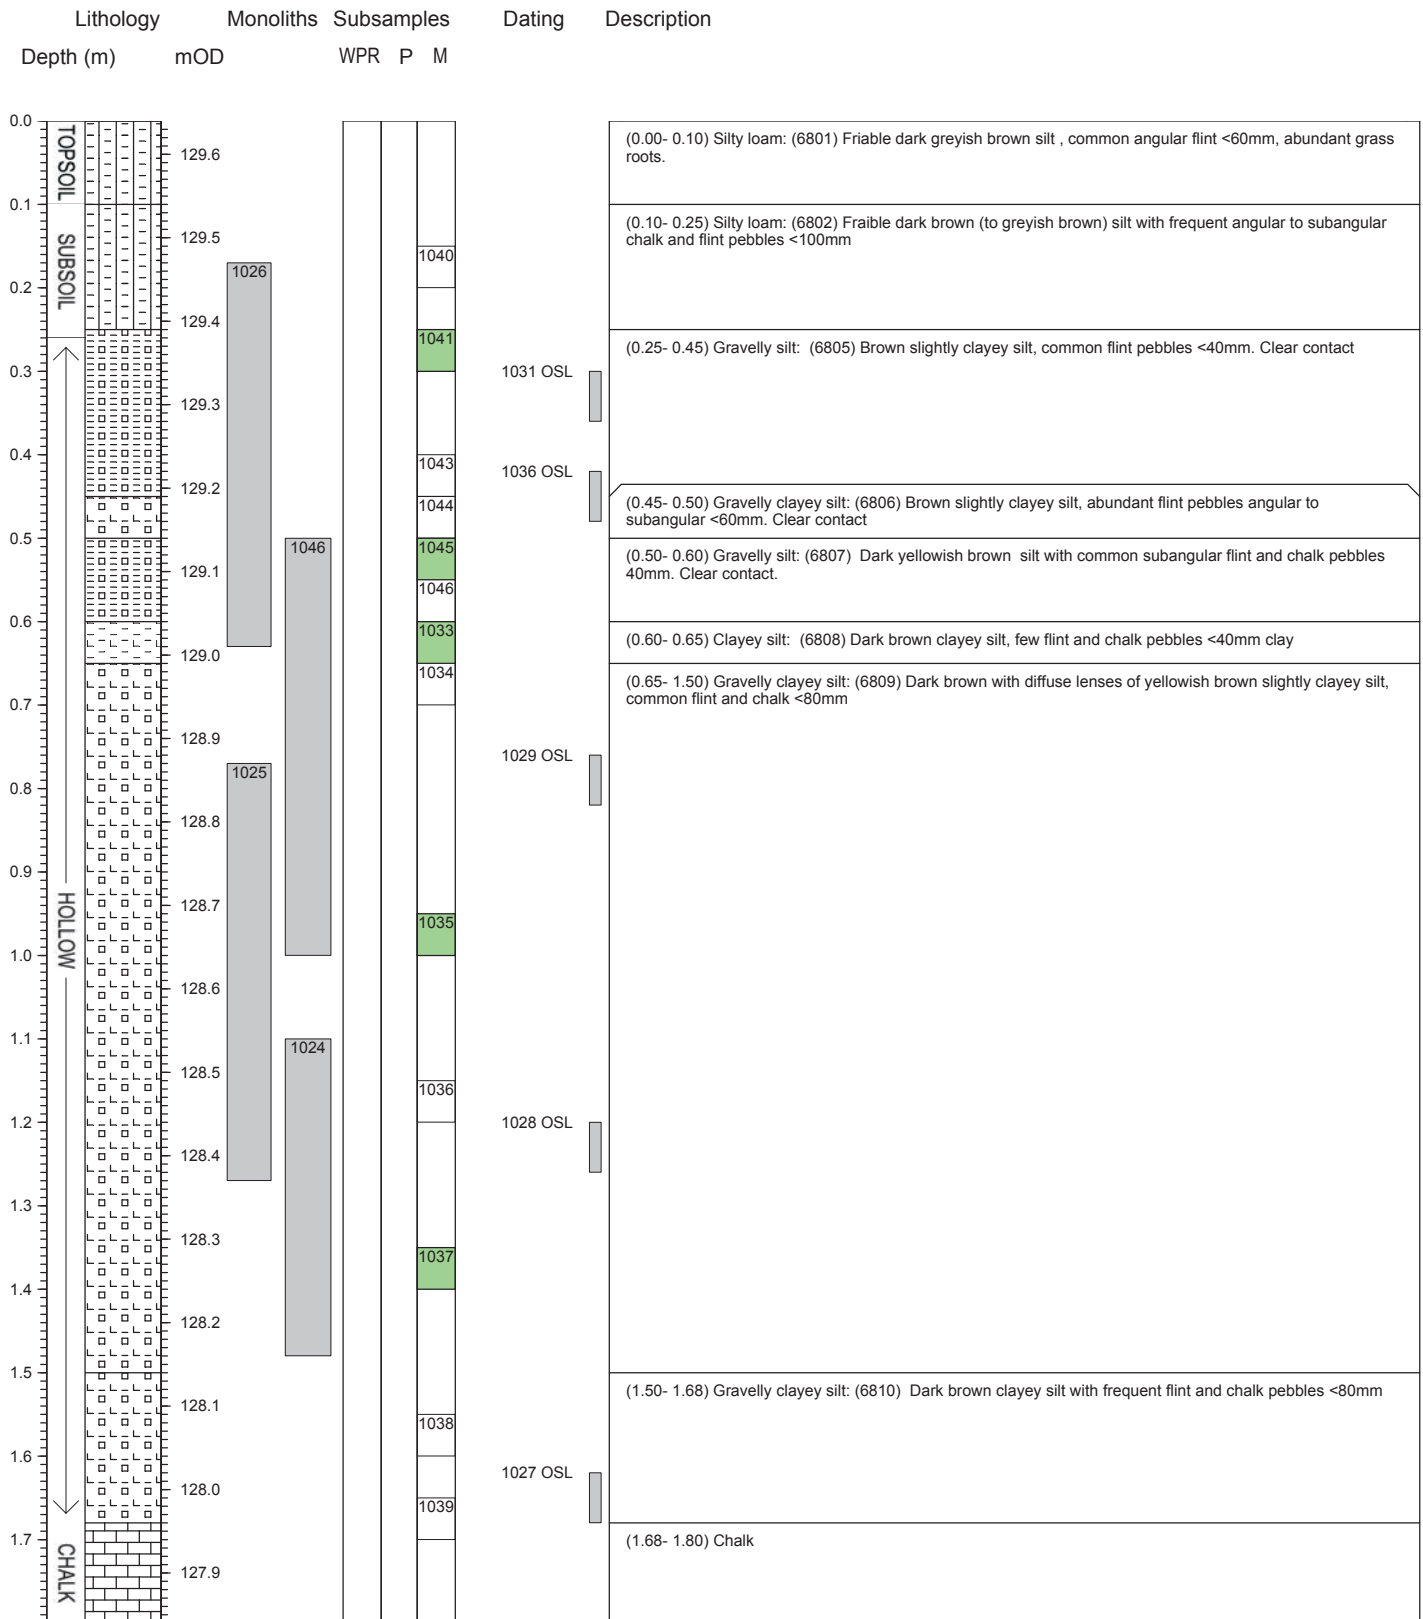 Lithology Monoliths Subsamples Dating Description
Depth (m) mOD WPR P M
0.0
TOPSOIL
(0.00- 0.10) Silty loam: (6801) Friable dark greyish brown silt , common angular flint <60mm, abundant grass
roots.
129.6
0.1
(0.10- 0.25) Silty loam: (6802) Fraible dark brown (to greyish brown) silt with frequent angular to subangular
chalk and flint pebbles <100mm
SUBSOIL
129.5
1040
1026
0.2
129.4
1041
(0.25- 0.45) Gravelly silt: (6805) Brown slightly clayey silt, common flint pebbles <40mm. Clear contact
0.3
1031 OSL
129.3
0.4
1043
1036 OSL
129.2
1044
(0.45- 0.50) Gravelly clayey silt: (6806) Brown slightly clayey silt, abundant flint pebbles angular to
subangular <60mm. Clear contact
0.5
1046
1045
(0.50- 0.60) Gravelly silt: (6807) Dark yellowish brown silt with common subangular flint and chalk pebbles
40mm. Clear contact.
129.1
1046
0.6
1033
(0.60- 0.65) Clayey silt: (6808) Dark brown clayey silt, few flint and chalk pebbles <40mm clay
129.0
1034
(0.65- 1.50) Gravelly clayey silt: (6809) Dark brown with diffuse lenses of yellowish brown slightly clayey silt,
common flint and chalk <80mm
0.7
128.9
1029 OSL
1025
0.8
128.8
0.9
HOLLOW
128.7
1035
1.0
128.6
1.1
1024
128.5
1036
1.2
1028 OSL
128.4
1.3
128.3
1037
1.4
128.2
1.5
(1.50- 1.68) Gravelly clayey silt: (6810) Dark brown clayey silt with frequent flint and chalk pebbles <80mm
128.1
1038
1.6
1027 OSL
128.0
1039
1.7
CHALK
(1.68- 1.80) Chalk
127.9